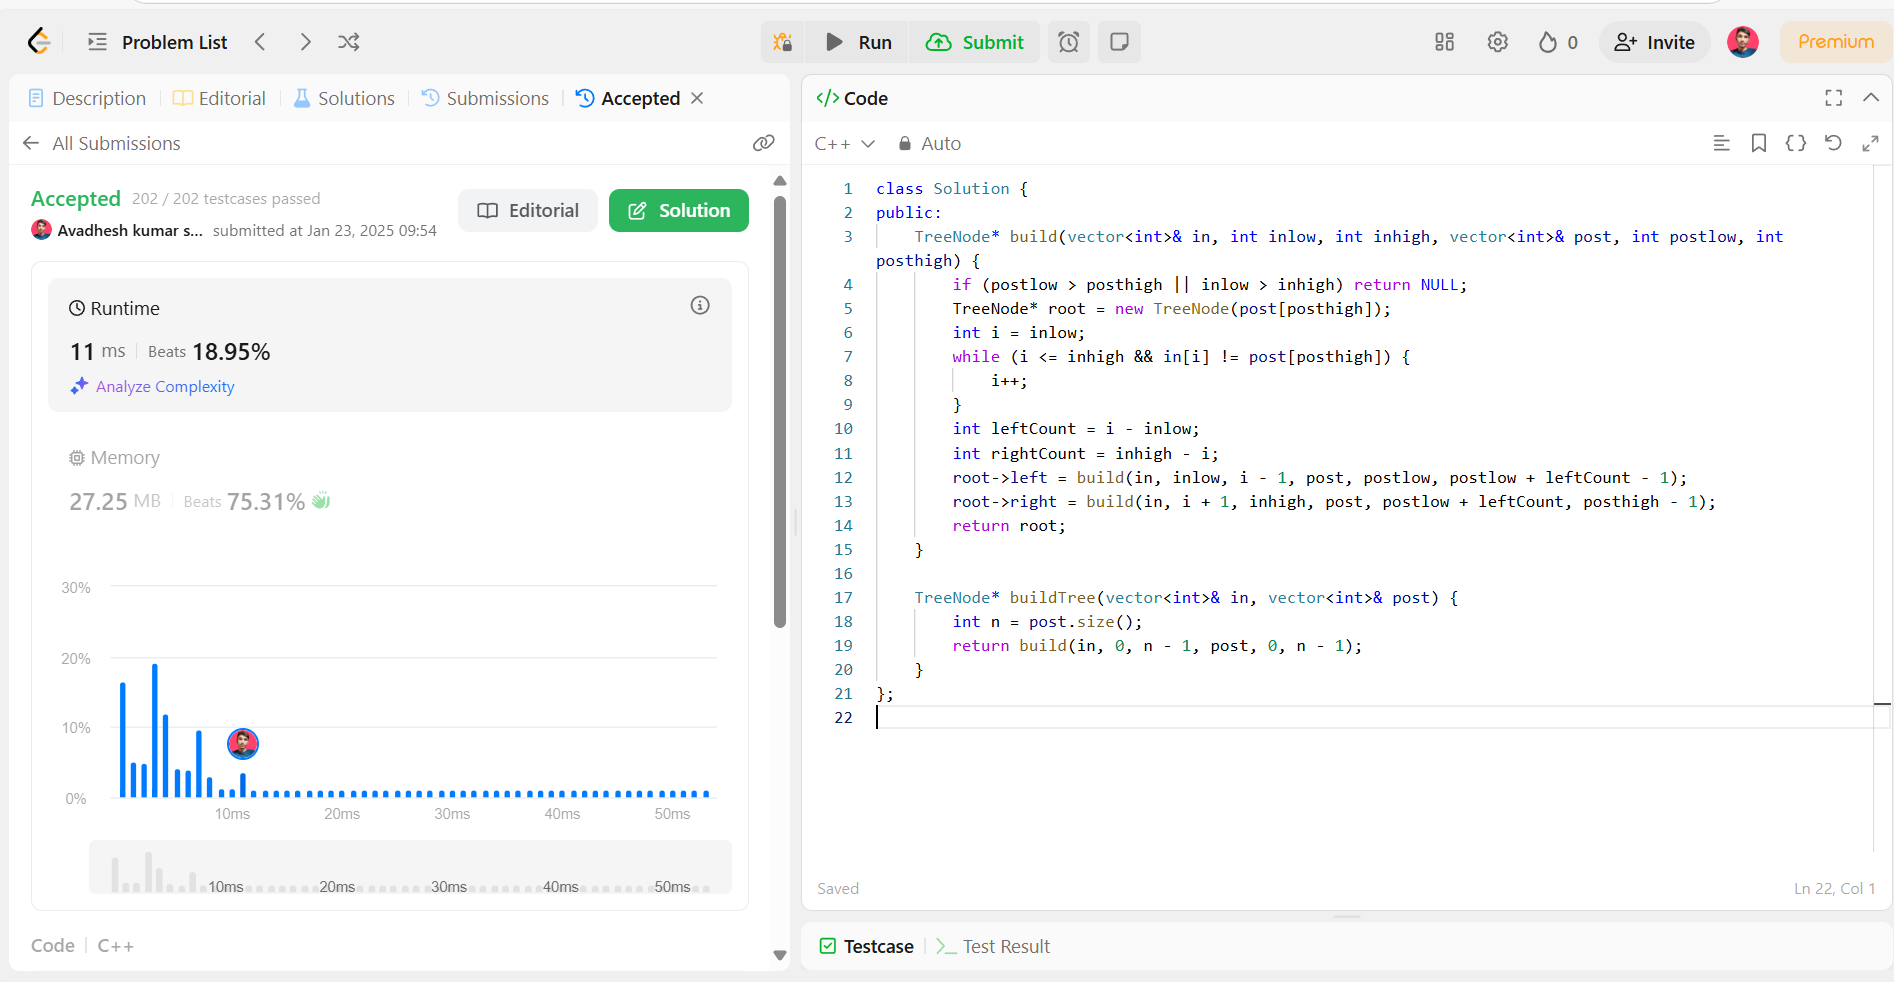 Problem List
Run
Submit
0
Invite
Premium
Description
Editorial
Solutions
Submissions
Accepted
All Submissions
Accepted 202 / 202 testcases passed
Avadhesh kumar s... submitted at Jan 23, 2025 09:54
Editorial
Solution
Runtime
11 ms Beats 18.95%
Analyze Complexity
Memory
27.25 MB Beats 75.31%
30%
20%
10%
0%
10ms 20ms 30ms 40ms 50ms
10ms 20ms 30ms 40ms 50ms
Code C++
</> Code
C++ Auto
1 class Solution {
2 public:
3 TreeNode* build(vector<int>& in, int inlow, int inhigh, vector<int>& post, int postlow, int
posthigh) {
4 if (postlow > posthigh || inlow > inhigh) return NULL;
5 TreeNode* root = new TreeNode(post[posthigh]);
6 int i = inlow;
7 while (i <= inhigh && in[i] != post[posthigh]) {
8 i++;
9 }
10 int leftCount = i - inlow;
11 int rightCount = inhigh - i;
12 root->left = build(in, inlow, i - 1, post, postlow, postlow + leftCount - 1);
13 root->right = build(in, i + 1, inhigh, post, postlow + leftCount, posthigh - 1);
14 return root;
15 }
16
17 TreeNode* buildTree(vector<int>& in, vector<int>& post) {
18 int n = post.size();
19 return build(in, 0, n - 1, post, 0, n - 1);
20 }
21 };
22
Saved
Ln 22, Col 1
Testcase
Test Result